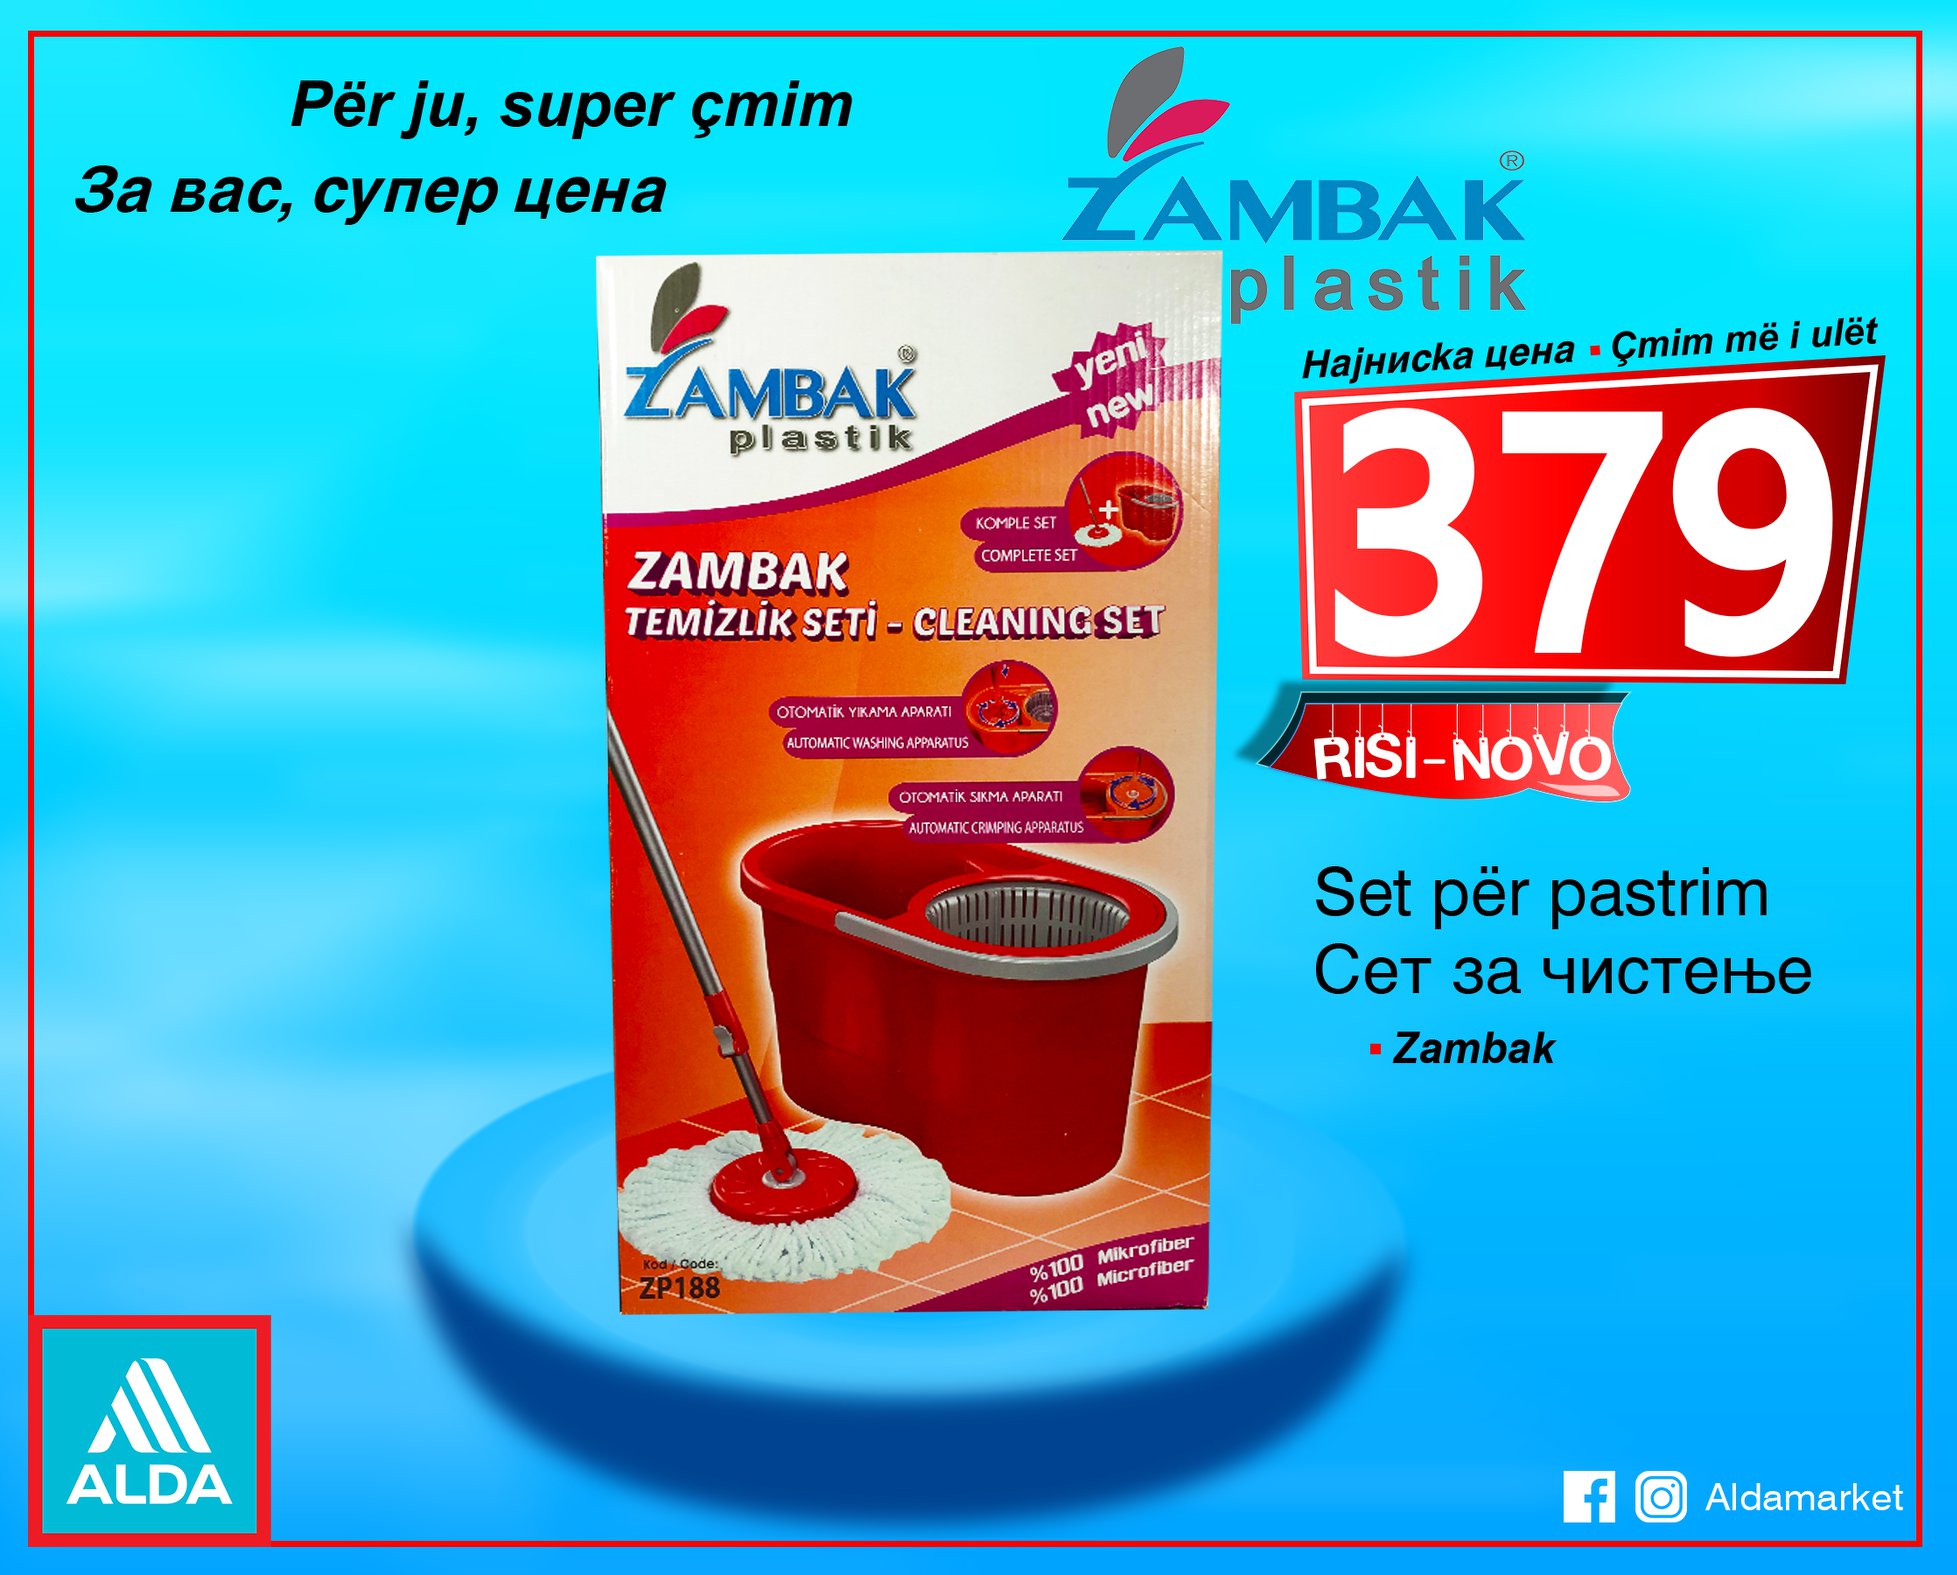 Për ju, super çmim
За вас, супер цена
ZAMBAK®
plastik
Најниска цена ▪ Çmim më i ulët
379
RISI-NOVO
Set për pastrim
Сет за чистење
▪ Zambak
ZAMBAK®
plastik
yeni
new
KOMPLE SET
COMPLETE SET
ZAMBAK
TEMİZLİK SETİ - CLEANING SET
OTOMATİK YIKAMA APARATI
AUTOMATIC WASHING APPARATUS
OTOMATİK SIKMA APARATI
AUTOMATIC CRIMPING APPARATUS
Kod / Code:
ZP188
%100 Mikrofiber
%100 Microfiber
ALDA
Aldamarket